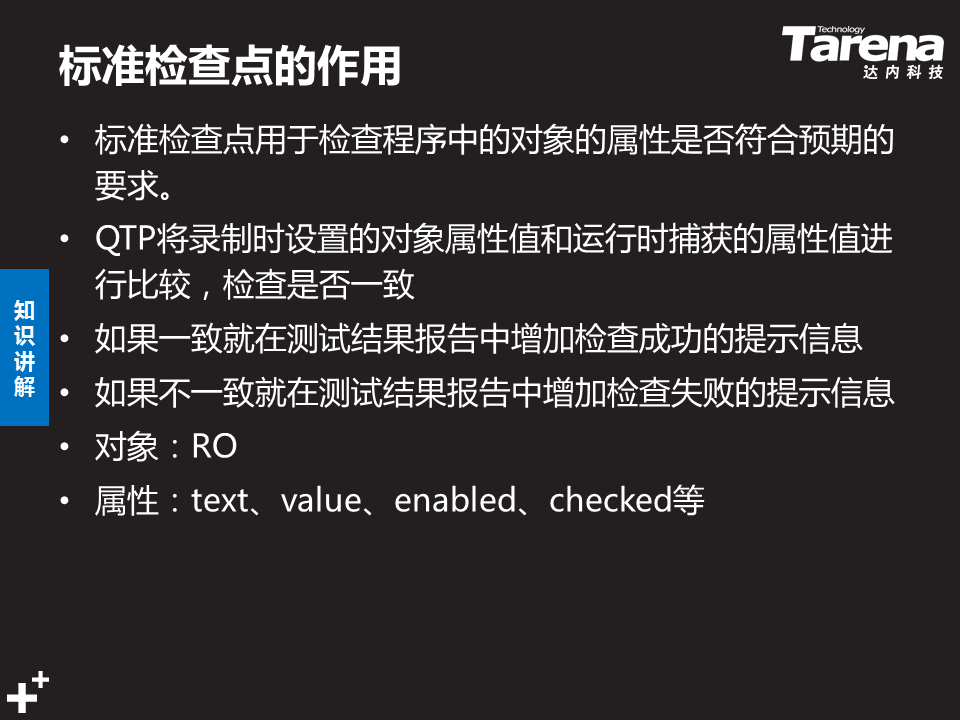 标准检查点的作用
Technology
Tarena
达内科技
• 标准检查点用于检查程序中的对象的属性是否符合预期的
要求。
• QTP将录制时设置的对象属性值和运行时捕获的属性值进
行比较，检查是否一致
• 如果一致就在测试结果报告中增加检查成功的提示信息
• 如果不一致就在测试结果报告中增加检查失败的提示信息
• 对象：RO
• 属性：text、value、enabled、checked等
知
识
讲
解